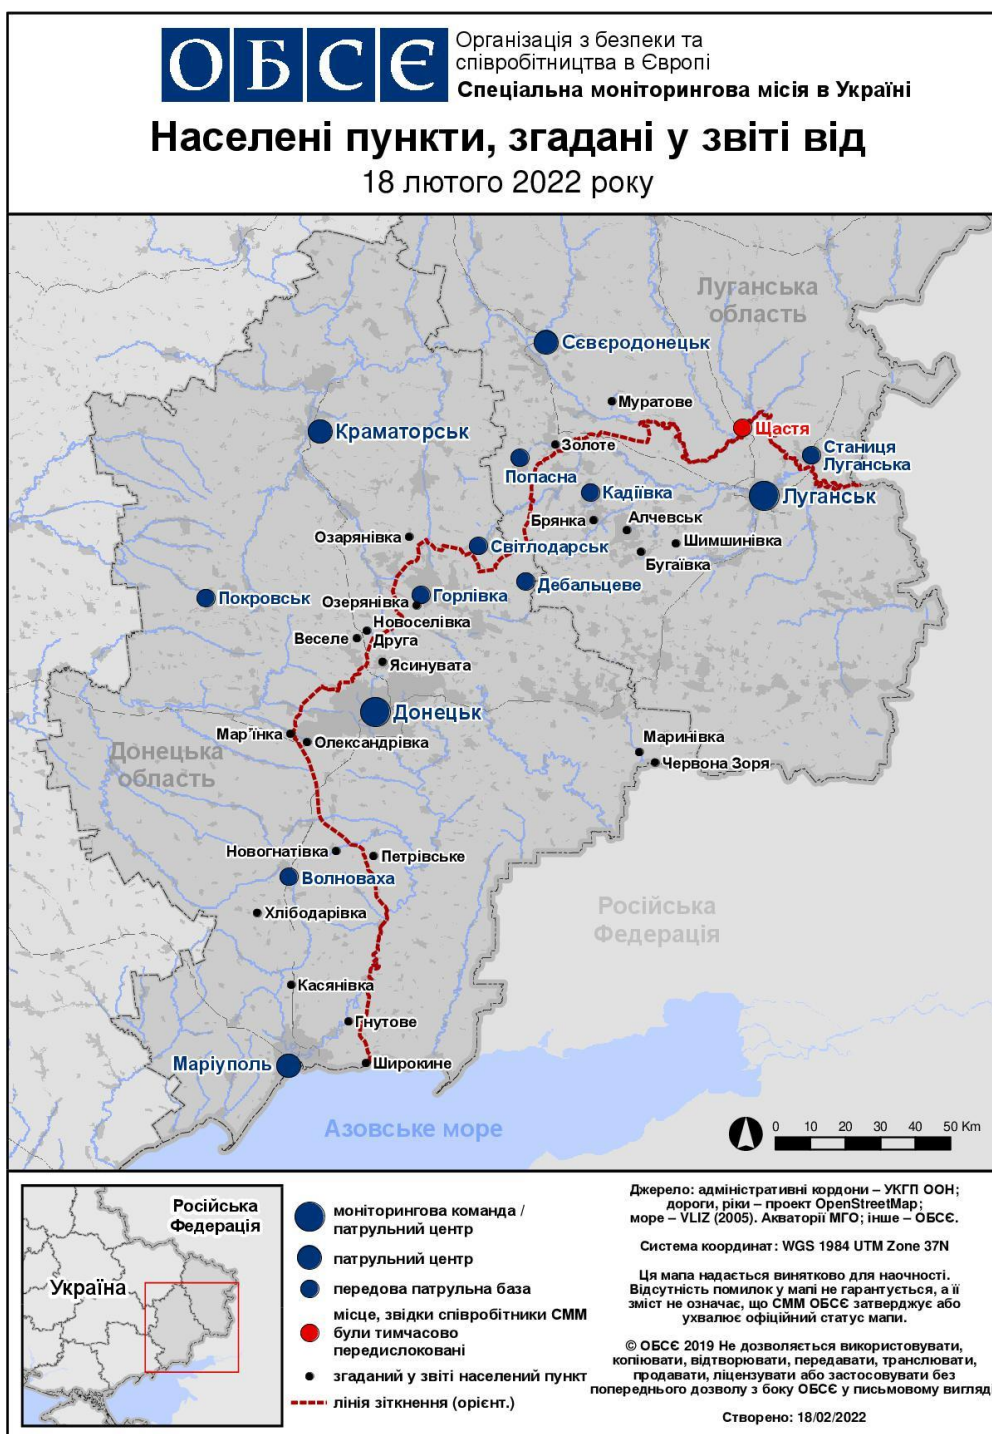 ОБСЄ
Організація з безпеки та
співробітництва в Європі
Спеціальна моніторингова місія в Україні
Населені пункти, згадані у звіті від
18 лютого 2022 року
Луганська
область
Сєвєродонецьк
Муратове
Щастя
Краматорськ
Золоте
Станиця
Луганська
Попасна
Кадіївка
Луганськ
Брянка
Алчевськ
Озарянівка
Світлодарськ
Шимшинівка
Бугаївка
Дебальцеве
Покровськ
Озерянівка
Горлівка
Новоселівка
Друга
Веселе
Ясинувата
Донецьк
Мар'їнка
Олександрівка
Маринівка
Червона Зоря
Донецька
область
Новогнатівка
Петрівське
Волноваха
Хлібодарівка
Російська
Федерація
Касянівка
Гнутове
Маріуполь
Широкине
Азовське море
0 10 20 30 40 50 Km
Російська
Федерація
Україна
моніторингова команда /
патрульний центр
патрульний центр
передова патрульна база
місце, звідки співробітники СММ
були тимчасово
передислоковані
згаданий у звіті населений пункт
лінія зіткнення (орієнт.)
Джерело: адміністративні кордони – УКГП ООН;
дороги, ріки – проект OpenStreetMap;
море – VLIZ (2005). Акваторії МГО; інше – ОБСЄ.
Система координат: WGS 1984 UTM Zone 37N
Ця мапа надається винятково для наочності.
Відсутність помилок у мапі не гарантується, а її
зміст не означає, що СММ ОБСЄ затверджує або
ухвалює офіційний статус мапи.
© ОБСЄ 2019 Не дозволяється використовувати,
копіювати, відтворювати, передавати, транслювати,
продавати, ліцензувати або застосовувати без
попереднього дозволу з боку ОБСЄ у письмовому вигляді
Створено: 18/02/2022